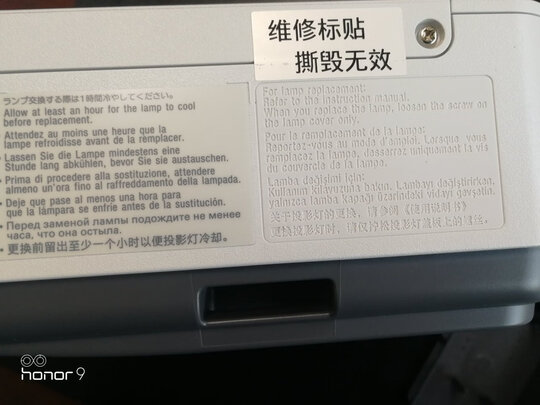 维修标贴
撕毁无效
ランプ交換する際は1時間冷やしてください。
Allow at least an hour for the lamp to cool
before replacement.
• Attendez au moins une heure que la
lampe refroidisse avant de la remplacer.
• Lassen Sie die Lampe mindestens eine
Stunde lang abkühlen, bevor Sie sie austauschen.
• Prima di procedere alla sostituzione, attendere
almeno un'ora fino al raffreddamento della lampada.
• Deje que pase al menos una hora para
que la lámpara se enfríe antes de la sustitución.
• Перед заменой лампы подождите не менее
часа, что она остыла.
• 更换前留出至少一个小时以便投影灯冷却。
For lamp replacement:
Refer to the instruction manual.
When you replace the lamp, loosen the screw on
the lamp cover only.
Pour la remplacement de la lampe:
Reportez-vous au mode d'emploi. Lorsque vous
remplacez la lampe, desserrez uniquement la vis
du couvercle de la lampe.
Lamba değişimi için:
Kullanım kılavuzuna bakın. Lambayı değiştirirken,
yalnızca lamba kapağı üzerindeki vidayı gevşetin.
关于投影灯的更换，请参阅《使用说明书》
更换投影灯时，请仅拧松投影灯盖板上的螺丝。
honor 9